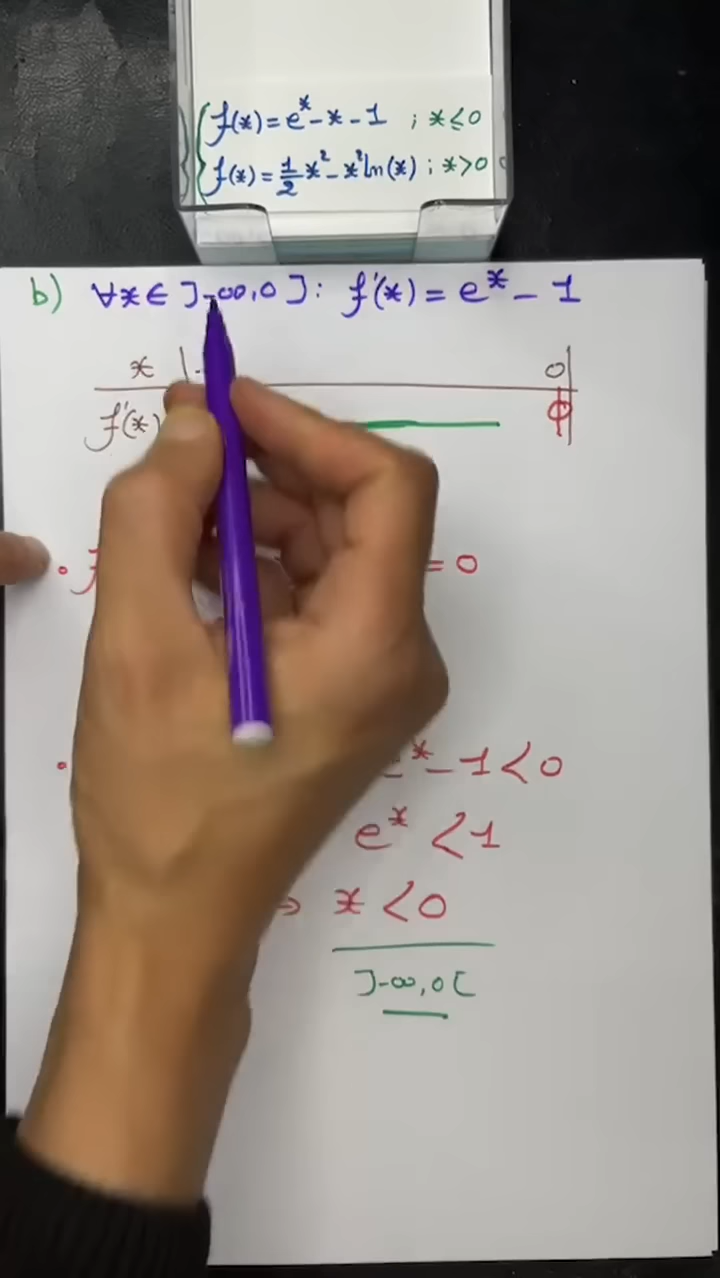 f(x) = e^x - x - 1 ; x ≤ 0
f(x) = 1/2 x² - x² ln(x) ; x > 0
b) ∀x ∈ ]-∞, 0] : f'(x) = e^x - 1
x 0
f'(x) 0
= 0
x - 1 < 0
e^x < 1
⇒ x < 0
]-∞, 0[